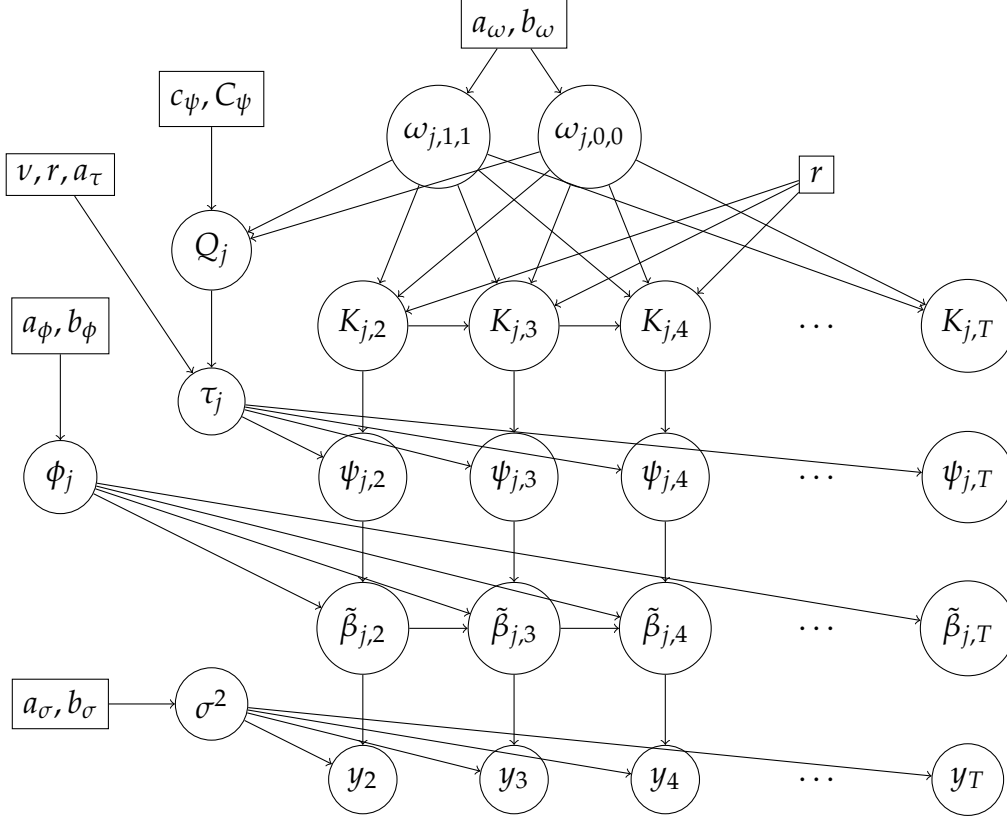 a_ω, b_ω
c_ψ, C_ψ
ω_{j,1,1} ω_{j,0,0}
ν, r, a_τ
r
Q_j
a_ϕ, b_ϕ
K_{j,2} K_{j,3} K_{j,4} ... K_{j,T}
τ_j
ϕ_j
ψ_{j,2} ψ_{j,3} ψ_{j,4} ... ψ_{j,T}
β̃_{j,2} β̃_{j,3} β̃_{j,4} ... β̃_{j,T}
a_σ, b_σ σ²
y_2 y_3 y_4 ... y_T